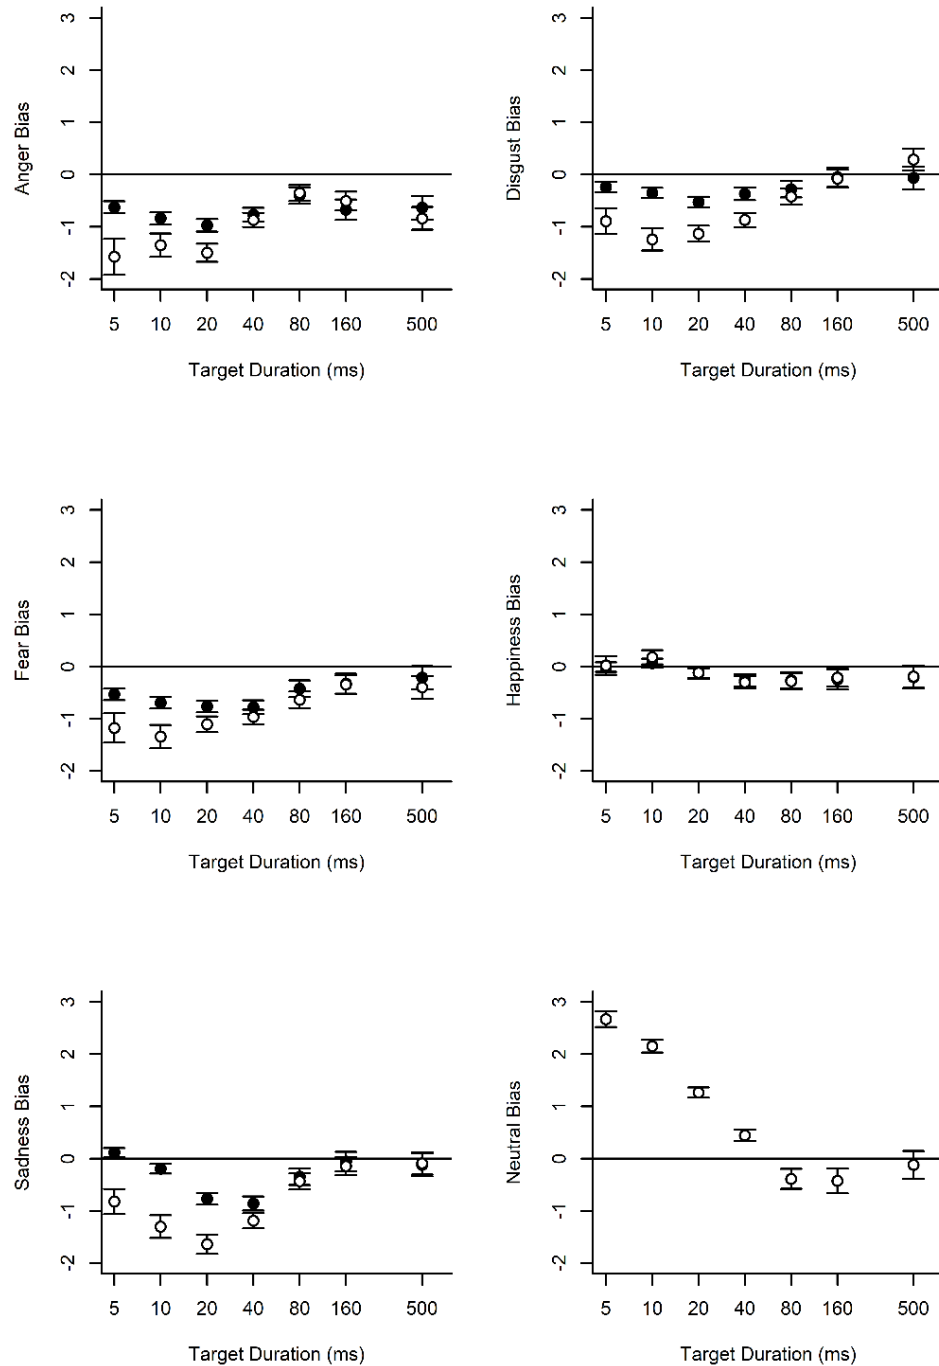 3
2
1
0
-1
-2
Anger Bias
5 10 20 40 80 160 500
Target Duration (ms)
3
2
1
0
-1
-2
Disgust Bias
5 10 20 40 80 160 500
Target Duration (ms)
3
2
1
0
-1
-2
Fear Bias
5 10 20 40 80 160 500
Target Duration (ms)
3
2
1
0
-1
-2
Happiness Bias
5 10 20 40 80 160 500
Target Duration (ms)
3
2
1
0
-1
-2
Sadness Bias
5 10 20 40 80 160 500
Target Duration (ms)
3
2
1
0
-1
-2
Neutral Bias
5 10 20 40 80 160 500
Target Duration (ms)